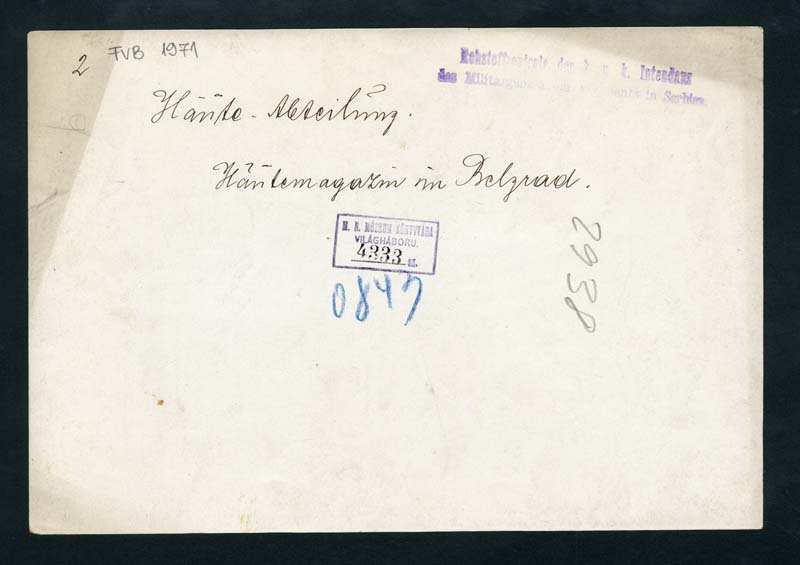 2 FVB 1971
Rohstoffzentrale der k. Intendanz
des in Serbien.
Häute-Abteilung.
Häutemagazin in Belgrad.
M. N. MÚZEUM KÖNYVTÁRA
VILÁGHÁBORU.
4333 sz.
0847
2938